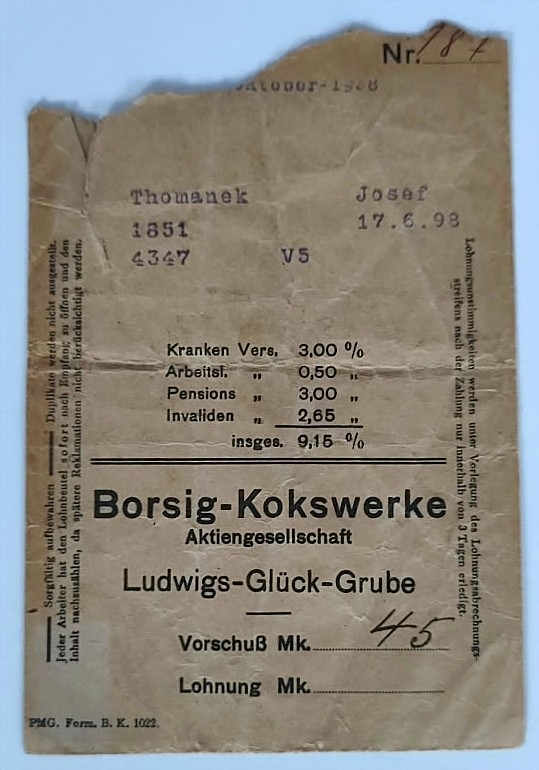 Nr. 187
Oktober-1938
Thomanek Josef
1851 17.6.98
4347 V5
Kranken Vers. 3,00 %
Arbeitsl. „ 0,50 „
Pensions „ 3,00 „
Invaliden „ 2,65 „
insges. 9,15 %
Borsig-Kokswerke
Aktiengesellschaft
Ludwigs-Glück-Grube
Vorschuß Mk. 45
Lohnung Mk.
PMG. Form. B. K. 1022.
Sorgfältig aufbewahren Duplikate werden nicht ausgestellt.
Jeder Arbeiter hat den Lohnbeutel sofort nach Empfang zu öffnen und den
Inhalt nachzuzählen, da spätere Reklamationen nicht berücksichtigt werden.
Lohnungsunstimmigkeiten werden unter Vorlegung des Lohnungsabrechnungs-
streifens nach der Zahlung nur innerhalb von 3 Tagen erledigt.